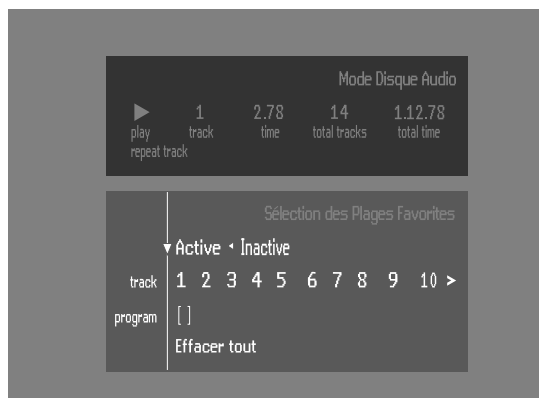 Mode Disque Audio
1 2.78 14 1.12.78
play track time total tracks total time
repeat track
Sélection des Plages Favorites
Active Inactive
track 1 2 3 4 5 6 7 8 9 10 >
program [ ]
Effacer tout